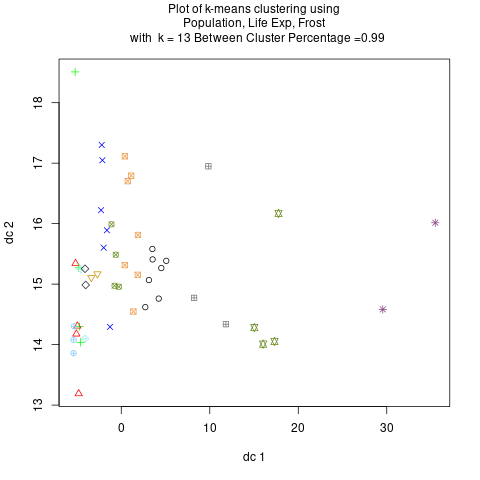 Plot of k-means clustering using
Population, Life Exp, Frost
with  k = 13 Between Cluster Percentage =0.99
18
17
16
15
14
13
dc 2
0 10 20 30
dc 1